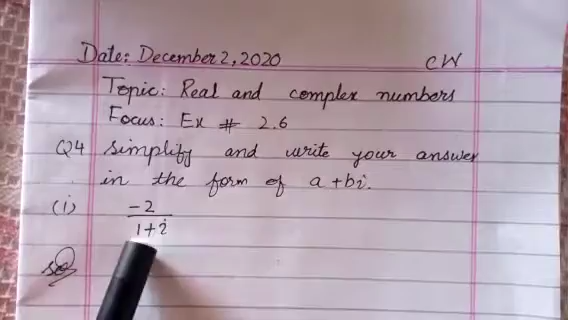 Date: December 2, 2020 CW
Topic: Real and complex numbers
Focus: Ex # 2.6
Q4 Simplify and write your answer
in the form of a+bi.
(i) -2
1+i
Sol